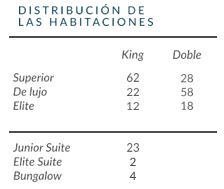 DISTRIBUCIÓN DE
LAS HABITACIONES
King Doble
Superior 62 28
De lujo 22 58
Elite 12 18
Junior Suite 23
Elite Suite 2
Bungalow 4